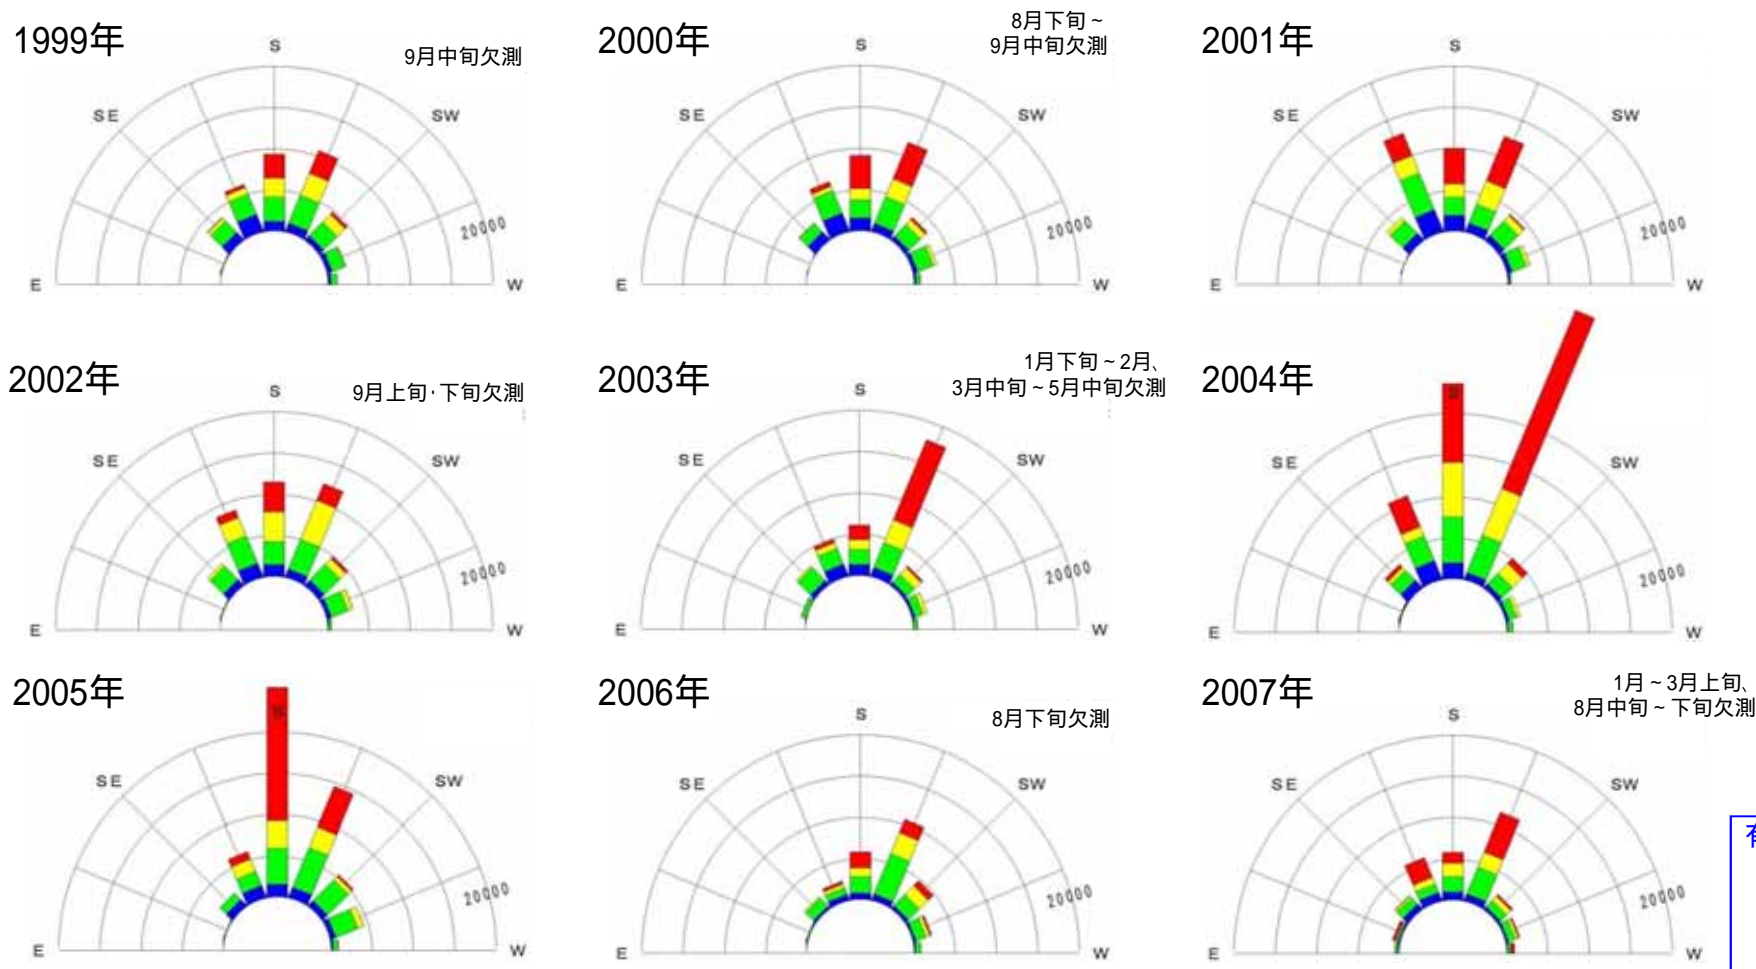 1999年
9月中旬欠測
S
SE
SW
20000
E
W
2000年
8月下旬～
9月中旬欠測
S
SE
SW
20000
E
W
2001年
S
SE
SW
20000
E
W
2002年
9月上旬・下旬欠測
S
SE
SW
20000
E
W
2003年
1月下旬～2月、
3月中旬～5月中旬欠測
SE
SW
20000
E
W
2004年
S
SE
SW
20000
E
W
2005年
S
SE
SW
20000
E
W
2006年
8月下旬欠測
S
SE
SW
20000
E
W
2007年
1月～3月上旬、
8月中旬～下旬欠測
S
SE
SW
20000
E
W